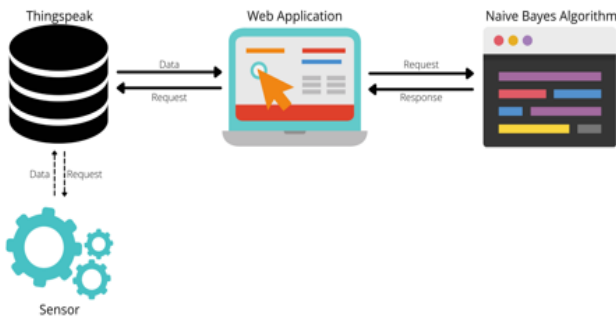 Thingspeak
Web Application
Naive Bayes Algorithm
Data
Request
Request
Response
Data
Request
Sensor